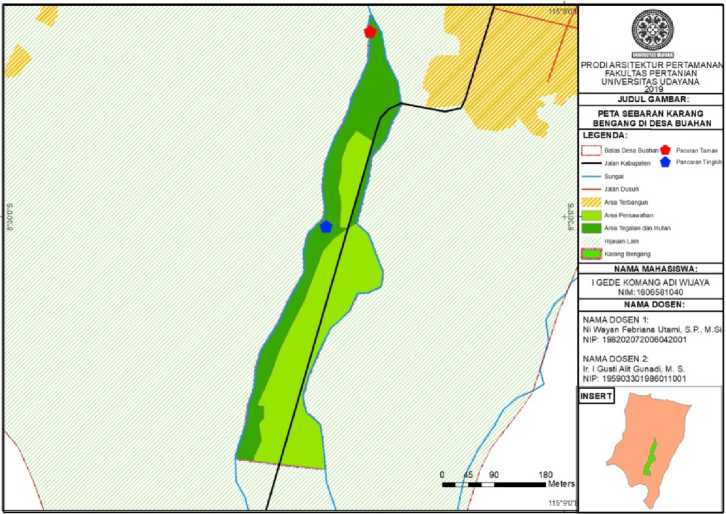 115°9'0"E
8°30'0"S
8°30'0"S
0 45 90 180
Meters
115°9'0"E
UNIVERSITAS UDAYANA
PRODI ARSITEKTUR PERTAMANAN
FAKULTAS PERTANIAN
UNIVERSITAS UDAYANA
2019
JUDUL GAMBAR:
PETA SEBARAN KARANG
BENGANG DI DESA BUAHAN
LEGENDA:
Batas Desa Buahan
Pancuran Taman
Jalan Kabupaten
Pancuran Tingkih
Sungai
Jalan Dusun
Area Terbangun
Area Persawahan
Area Tegalan dan Hutan
Hijauan Lain
Karang Bengang
NAMA MAHASISWA:
I GEDE KOMANG ADI WIJAYA
NIM:1606581040
NAMA DOSEN:
NAMA DOSEN 1:
Ni Wayan Febriana Utami, S.P., M.Si
NIP: 198202072006042001
NAMA DOSEN 2:
Ir. I Gusti Alit Gunadi, M. S.
NIP: 195903301986011001
INSERT